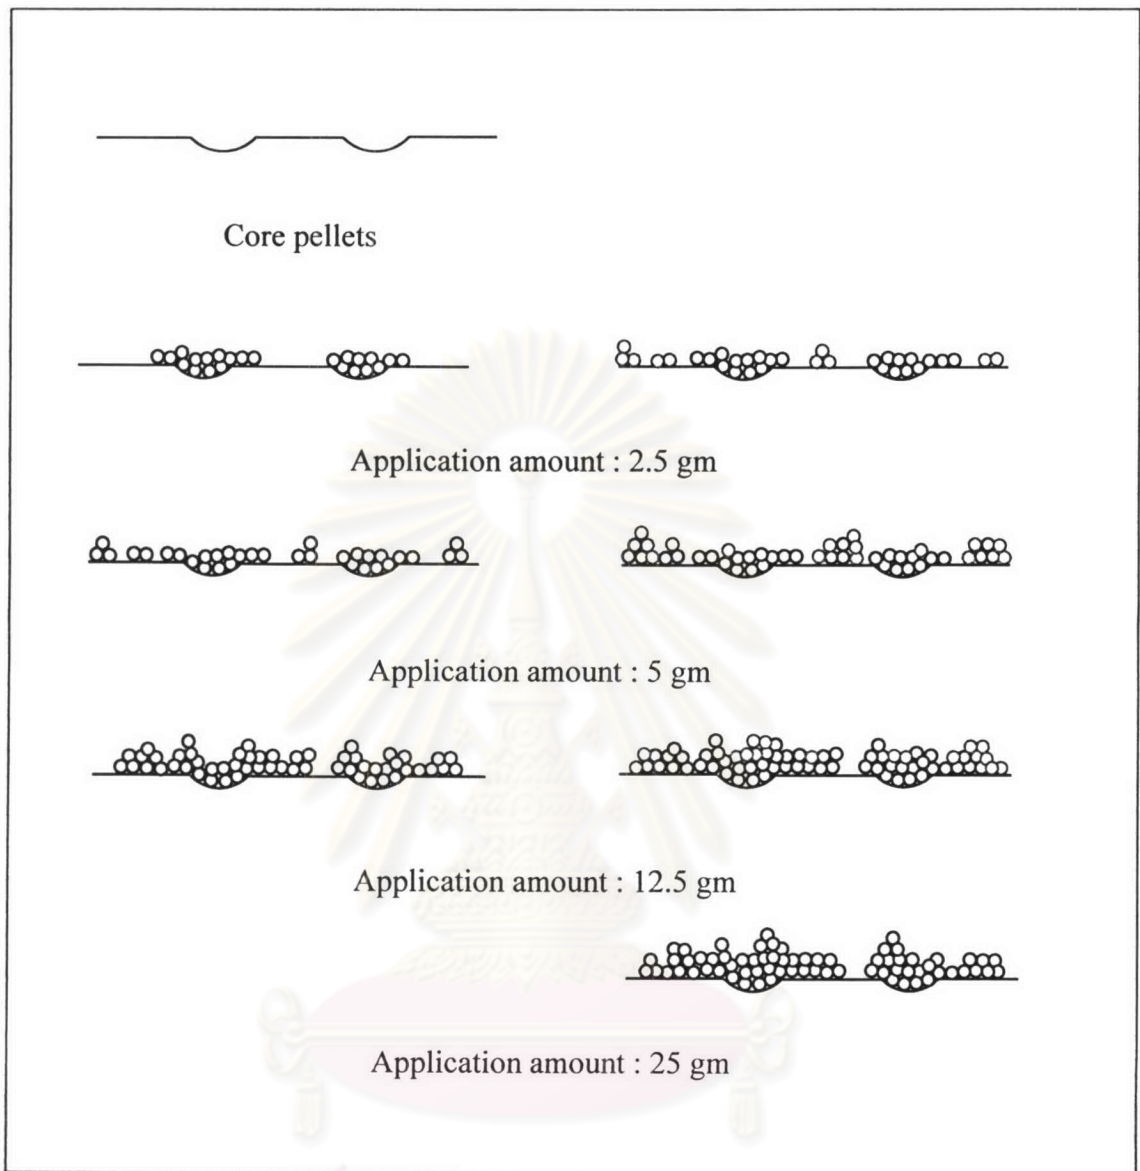 Core pellets
Application amount : 2.5 gm
Application amount : 5 gm
Application amount : 12.5 gm
Application amount : 25 gm